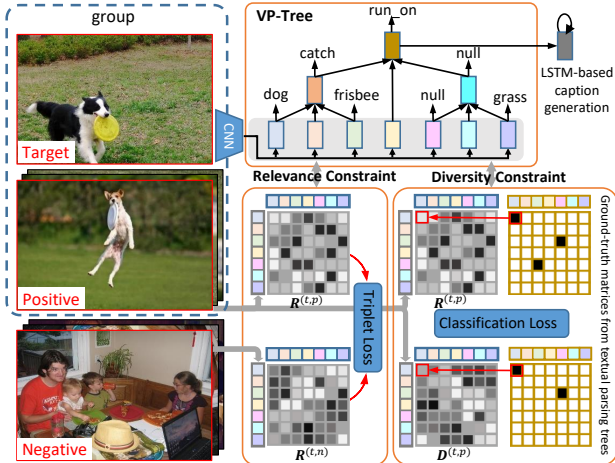 group
VP-Tree
run_on
catch
null
dog
frisbee
null
grass
LSTM-based
caption
generation
CNN
Target
Positive
Negative
Relevance Constraint
Diversity Constraint
R^(t,p)
R^(t,p)
Triplet Loss
Classification Loss
R^(t,n)
D^(t,p)
Ground-truth matrices from textual parsing trees